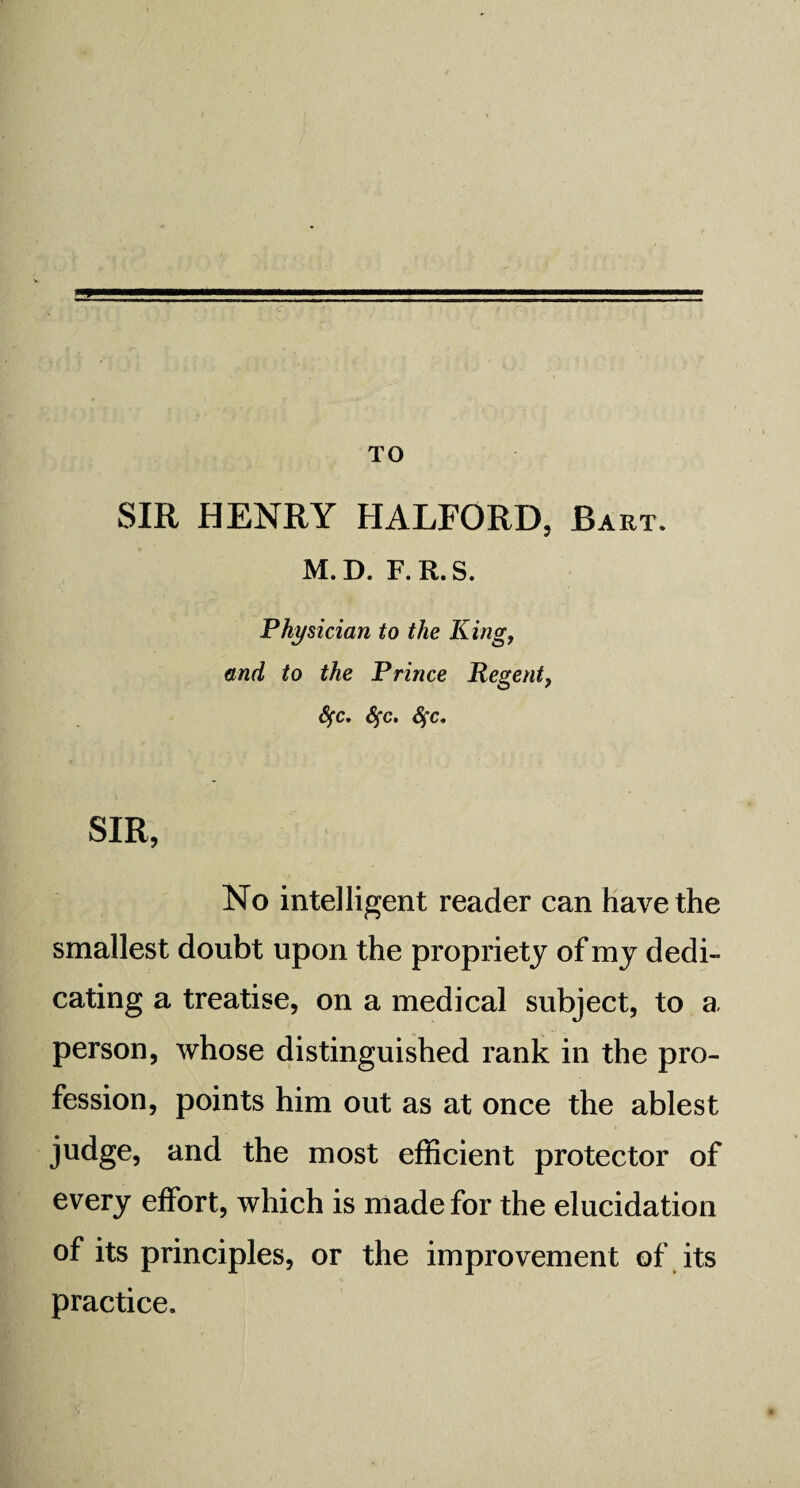 TO
SIR HENRY HALFORD, BART.
M.D. F.R.S.
Physician to the King,
and to the Prince Regent,
&c. &c. &c.
SIR,
No intelligent reader can have the
smallest doubt upon the propriety of my dedi-
cating a treatise, on a medical subject, to a
person, whose distinguished rank in the pro-
fession, points him out as at once the ablest
judge, and the most efficient protector of
every effort, which is made for the elucidation
of its principles, or the improvement of its
practice.